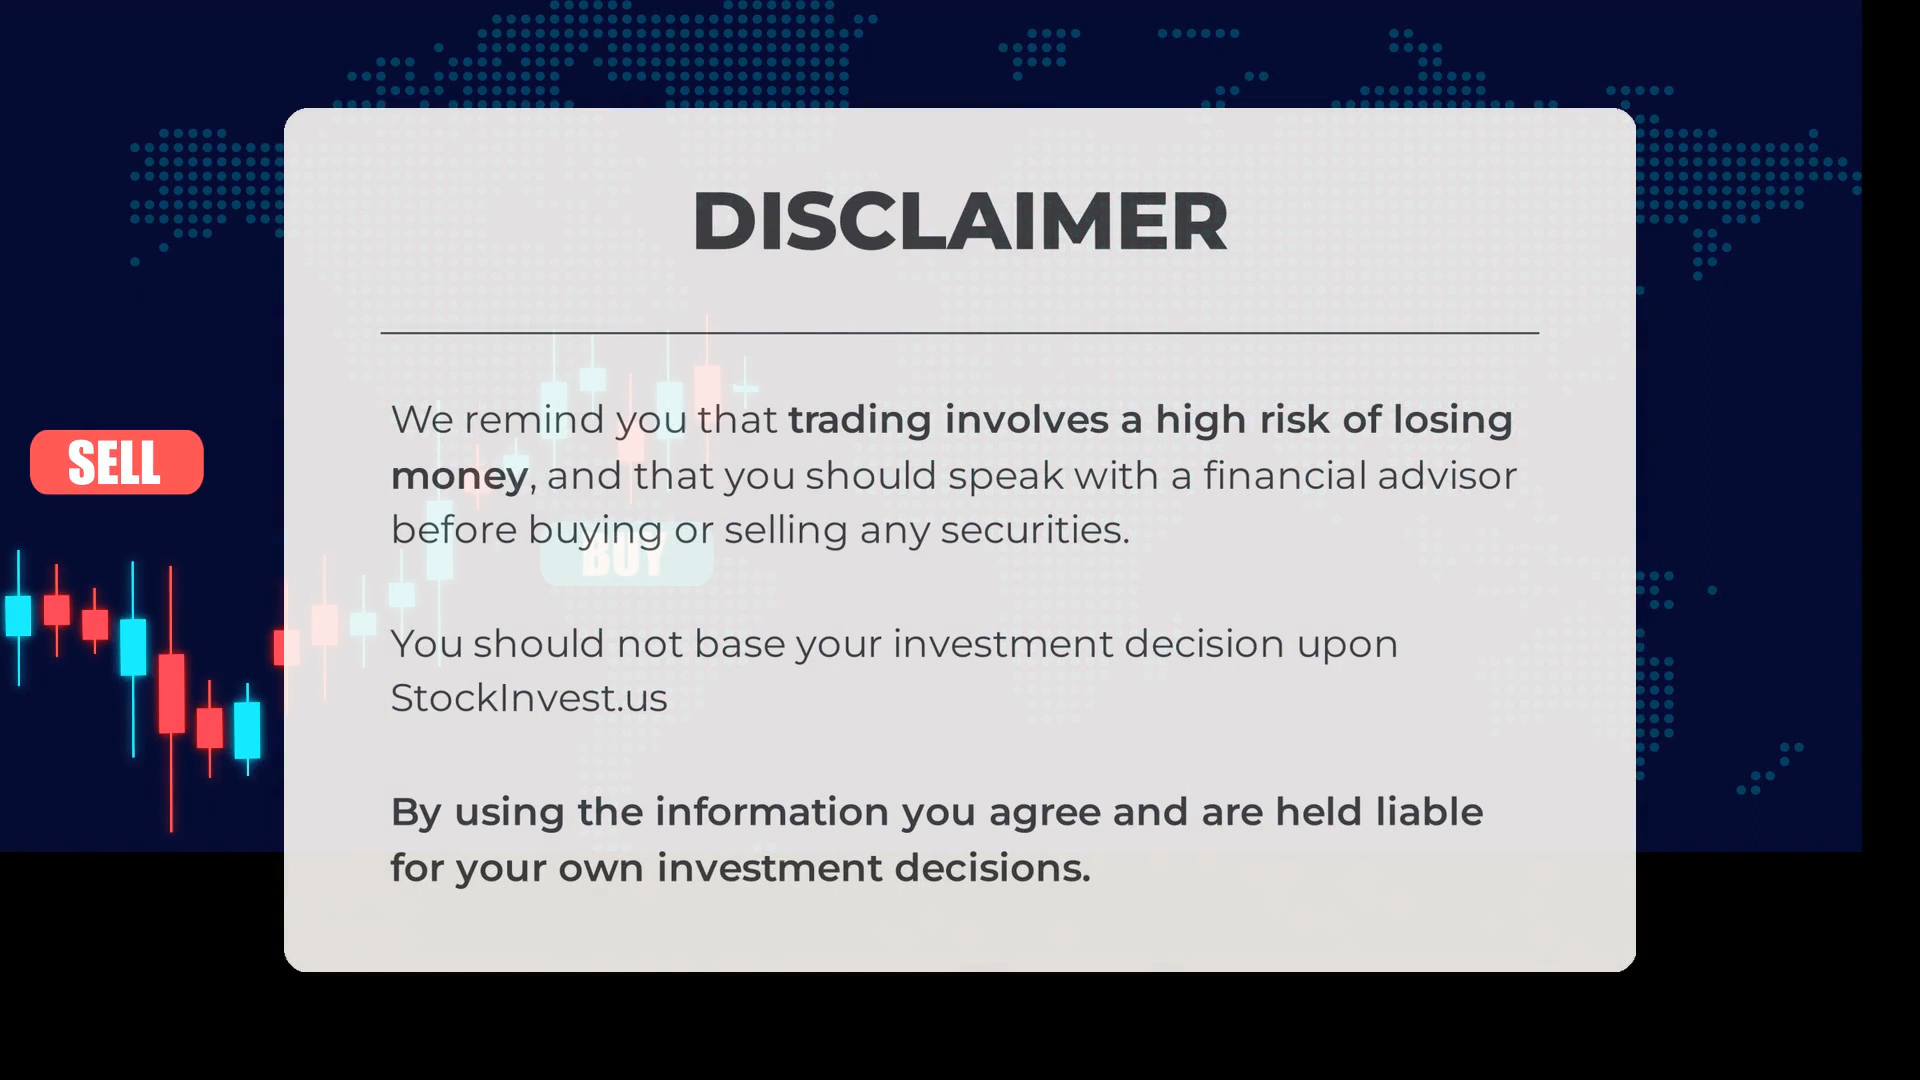 DISCLAIMER
We remind you that trading involves a high risk of losing
money, and that you should speak with a financial advisor
before buying or selling any securities.
SELL
BUY
You should not base your investment decision upon
StockInvest.us
By using the information you agree and are held liable
for your own investment decisions.